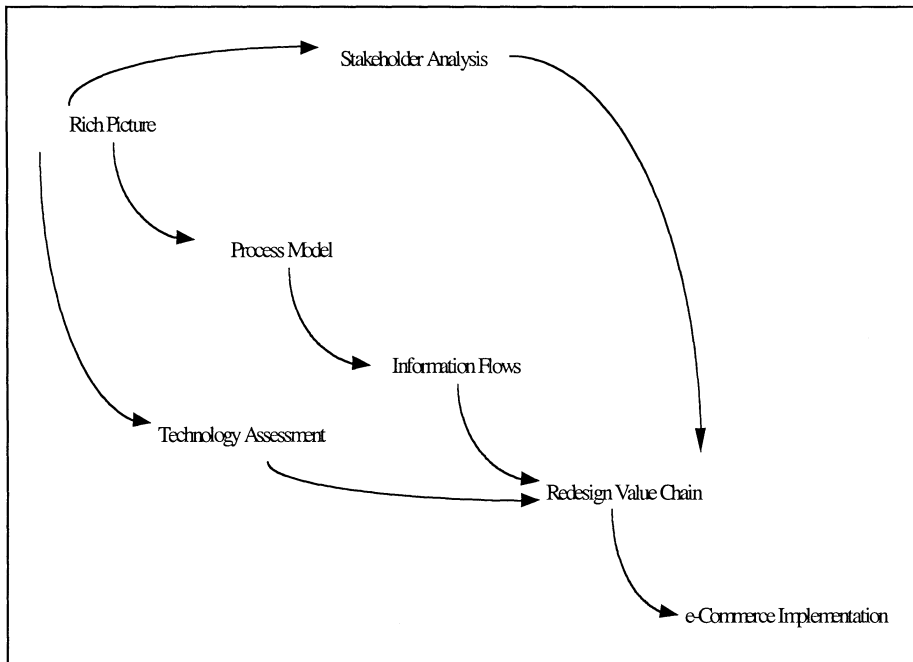 Stakeholder Analysis
Rich Picture
Process Model
Information Flows
Technology Assessment
Redesign Value Chain
e-Commerce Implementation